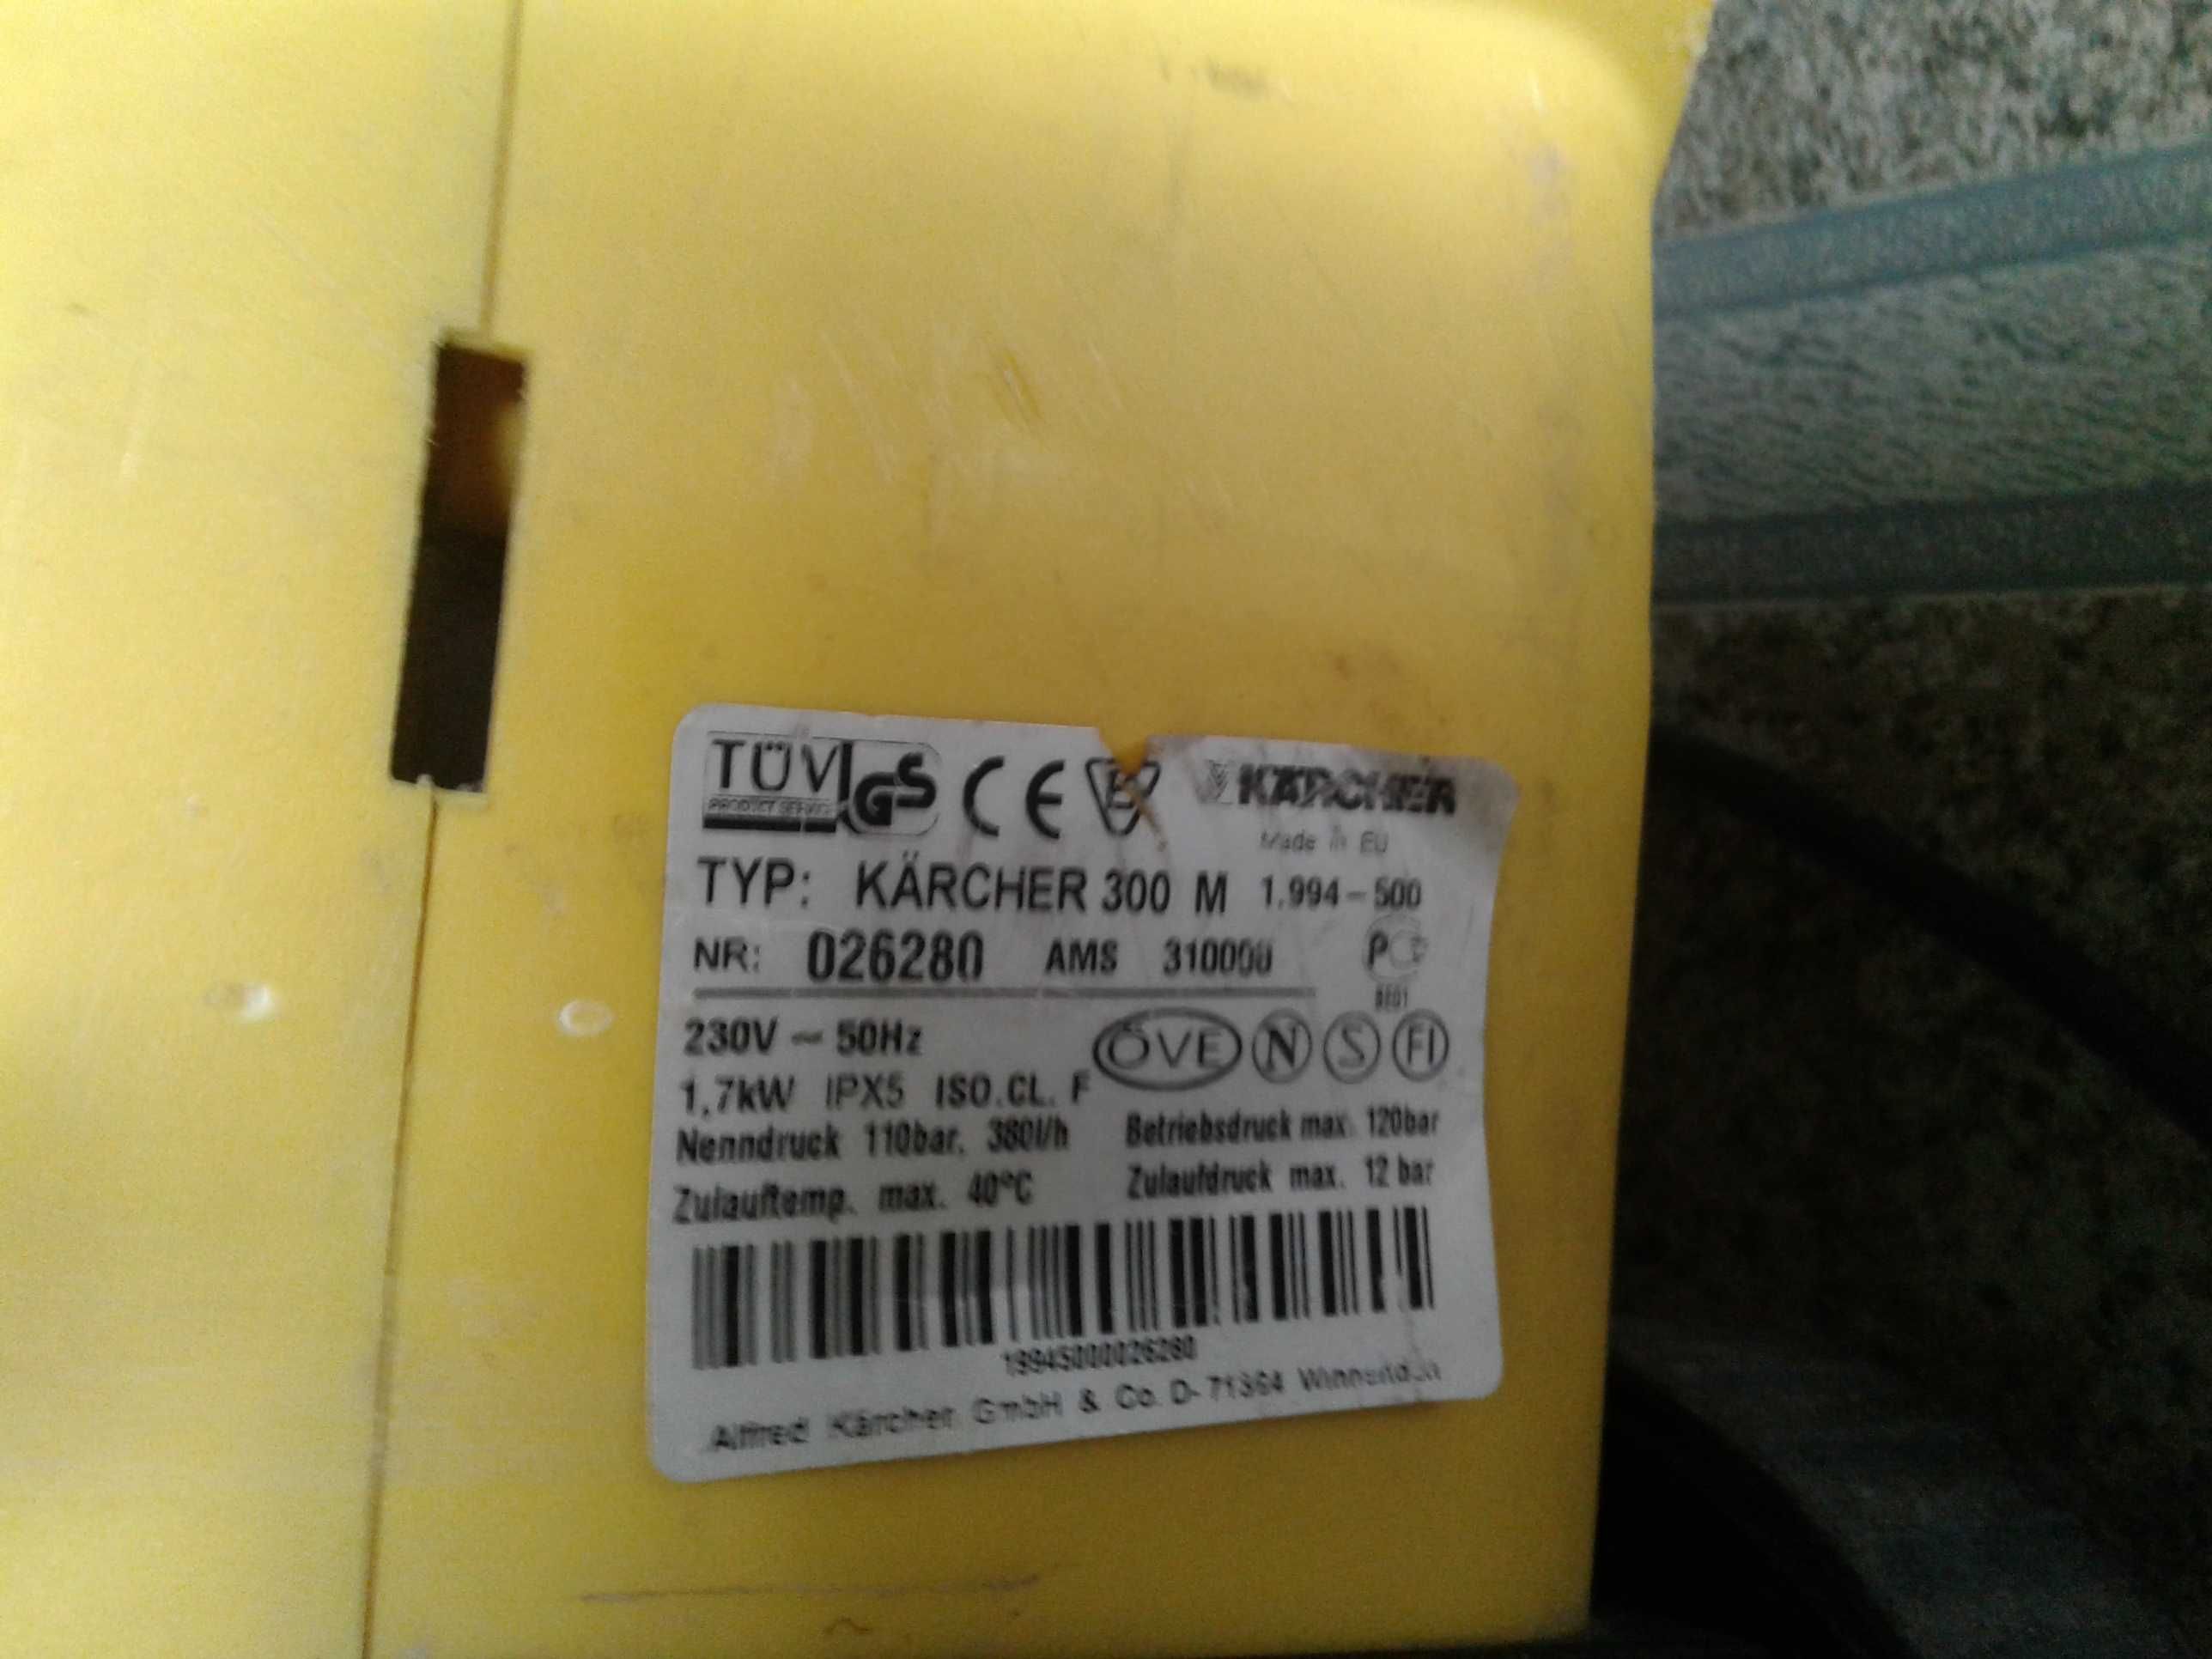 TÜV GS CE KÄRCHER
PRODUCT SERVICE
Made in EU
TYP: KÄRCHER 300 M 1.994-500
NR: 026280 AMS 310000
230V ~ 50Hz ÖVE N S FI
1,7kW IPX5 ISO.CL. F
Nenndruck 110bar, 380l/h Betriebsdruck max. 120bar
Zulauftemp. max. 40°C Zulaufdruck max. 12 bar
19945000026280
Alfred Kärcher GmbH & Co. D-71364 Winnenden